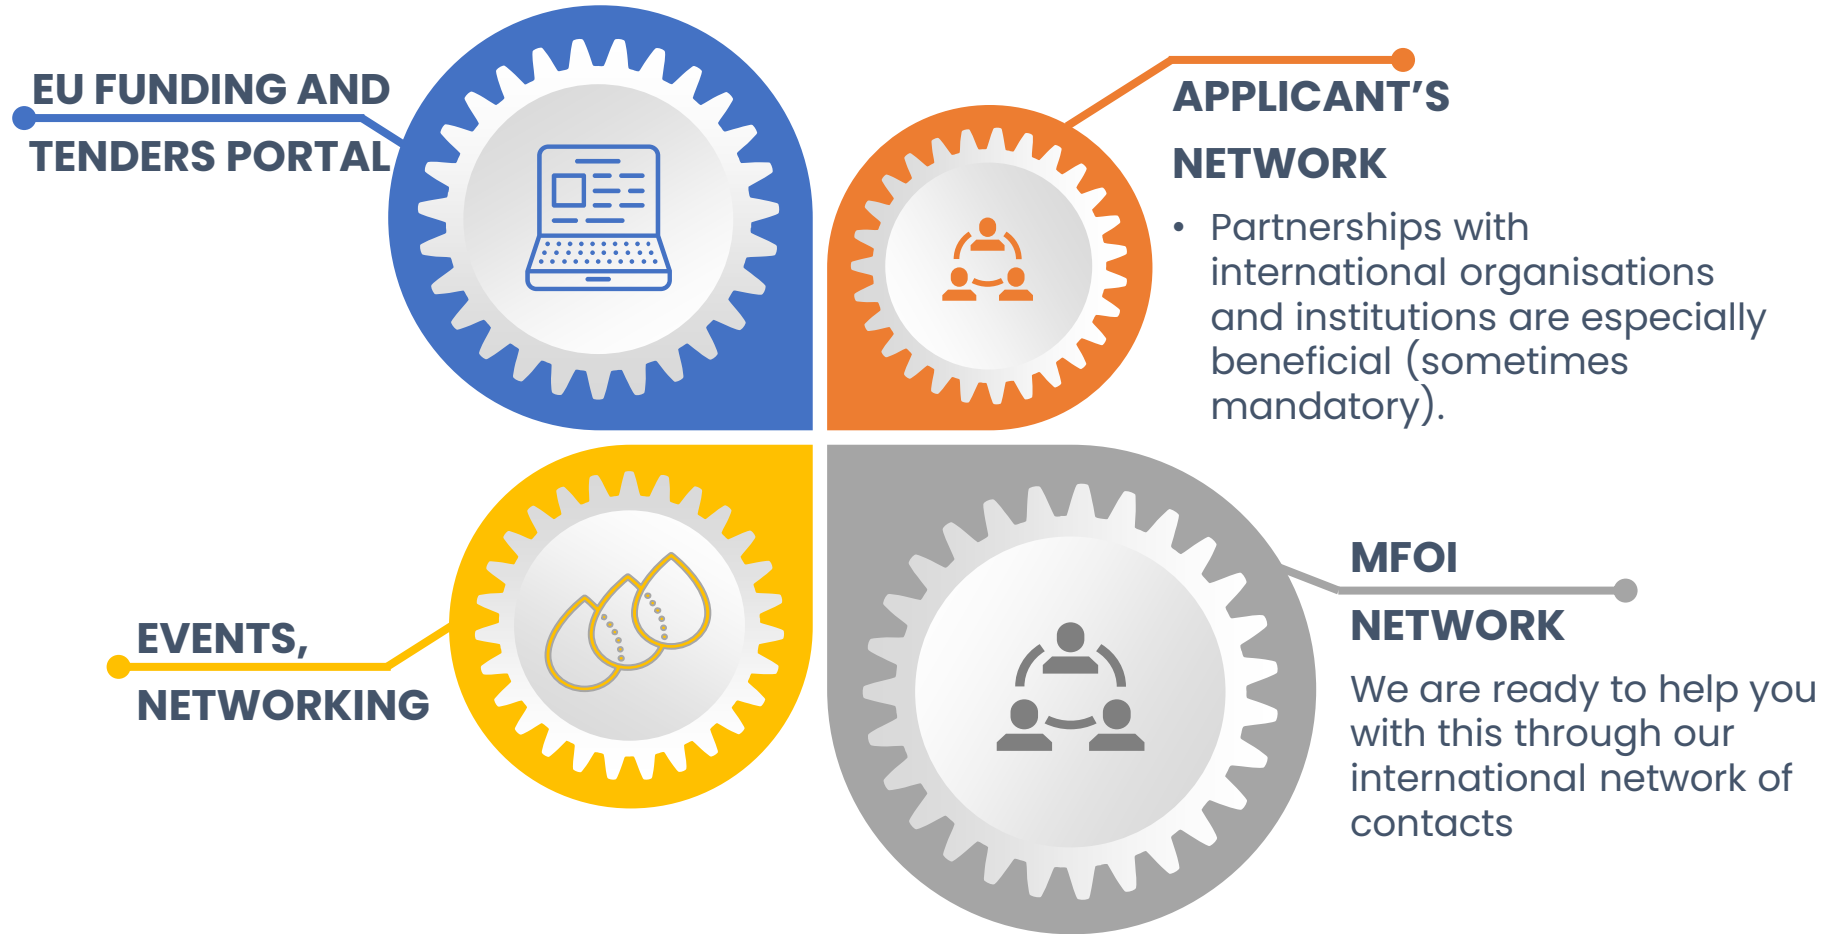 EU FUNDING AND
TENDERS PORTAL
APPLICANT’S
NETWORK
• Partnerships with
international organisations
and institutions are especially
beneficial (sometimes
mandatory).
EVENTS,
NETWORKING
MFOI
NETWORK
We are ready to help you
with this through our
international network of
contacts